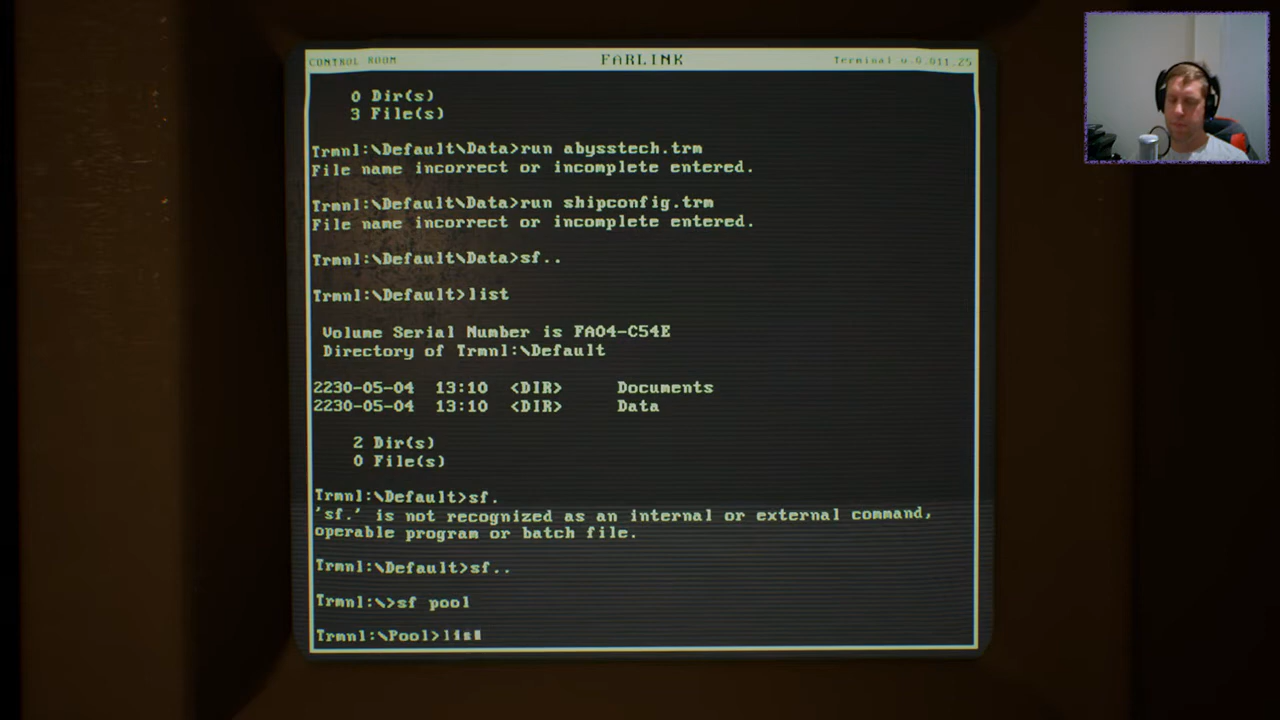 CONTROL ROOM FARLINK Terminal v.0.011.25
0 Dir(s)
3 File(s)
Trmnl:\Default\Data>run abysstech.trm
File name incorrect or incomplete entered.
Trmnl:\Default\Data>run shipconfig.trm
File name incorrect or incomplete entered.
Trmnl:\Default\Data>sf..
Trmnl:\Default>list
Volume Serial Number is FA04-C54E
Directory of Trmnl:\Default
2230-05-04 13:10 <DIR> Documents
2230-05-04 13:10 <DIR> Data
2 Dir(s)
0 File(s)
Trmnl:\Default>sf.
'sf.' is not recognized as an internal or external command,
operable program or batch file.
Trmnl:\Default>sf..
Trmnl:\>sf pool
Trmnl:\Pool>lis